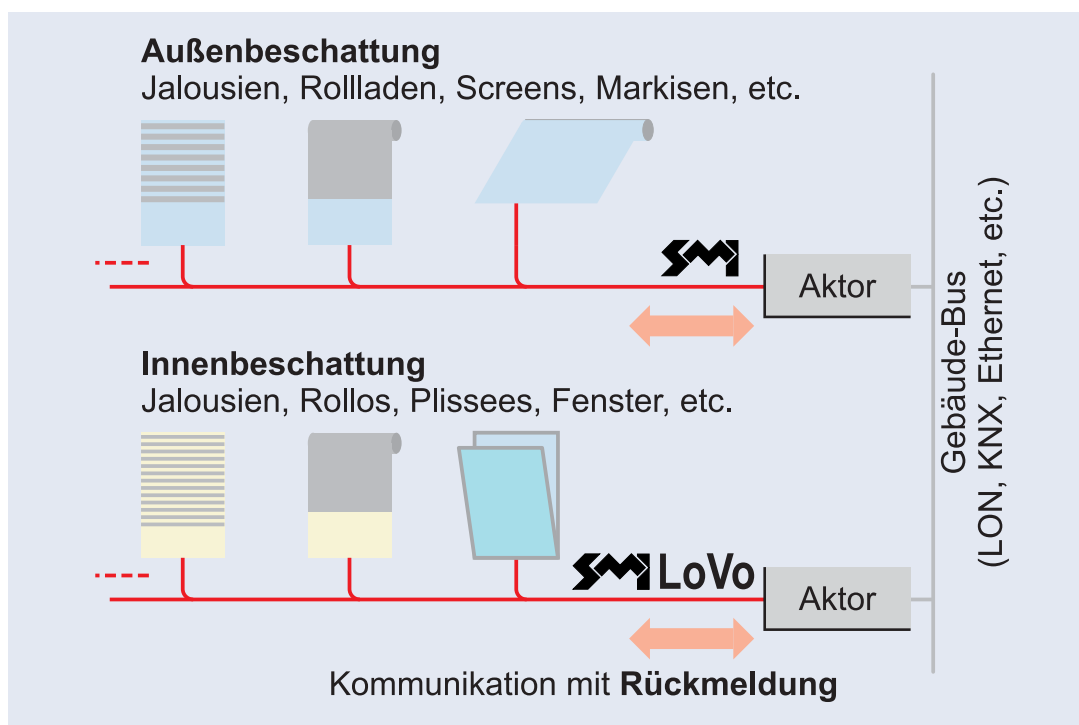 Außenbeschattung
Jalousien, Rollladen, Screens, Markisen, etc.
SMI
Aktor
Innenbeschattung
Jalousien, Rollos, Plissees, Fenster, etc.
SMI LoVo
Aktor
Kommunikation mit Rückmeldung
Gebäude-Bus
(LON, KNX, Ethernet, etc.)